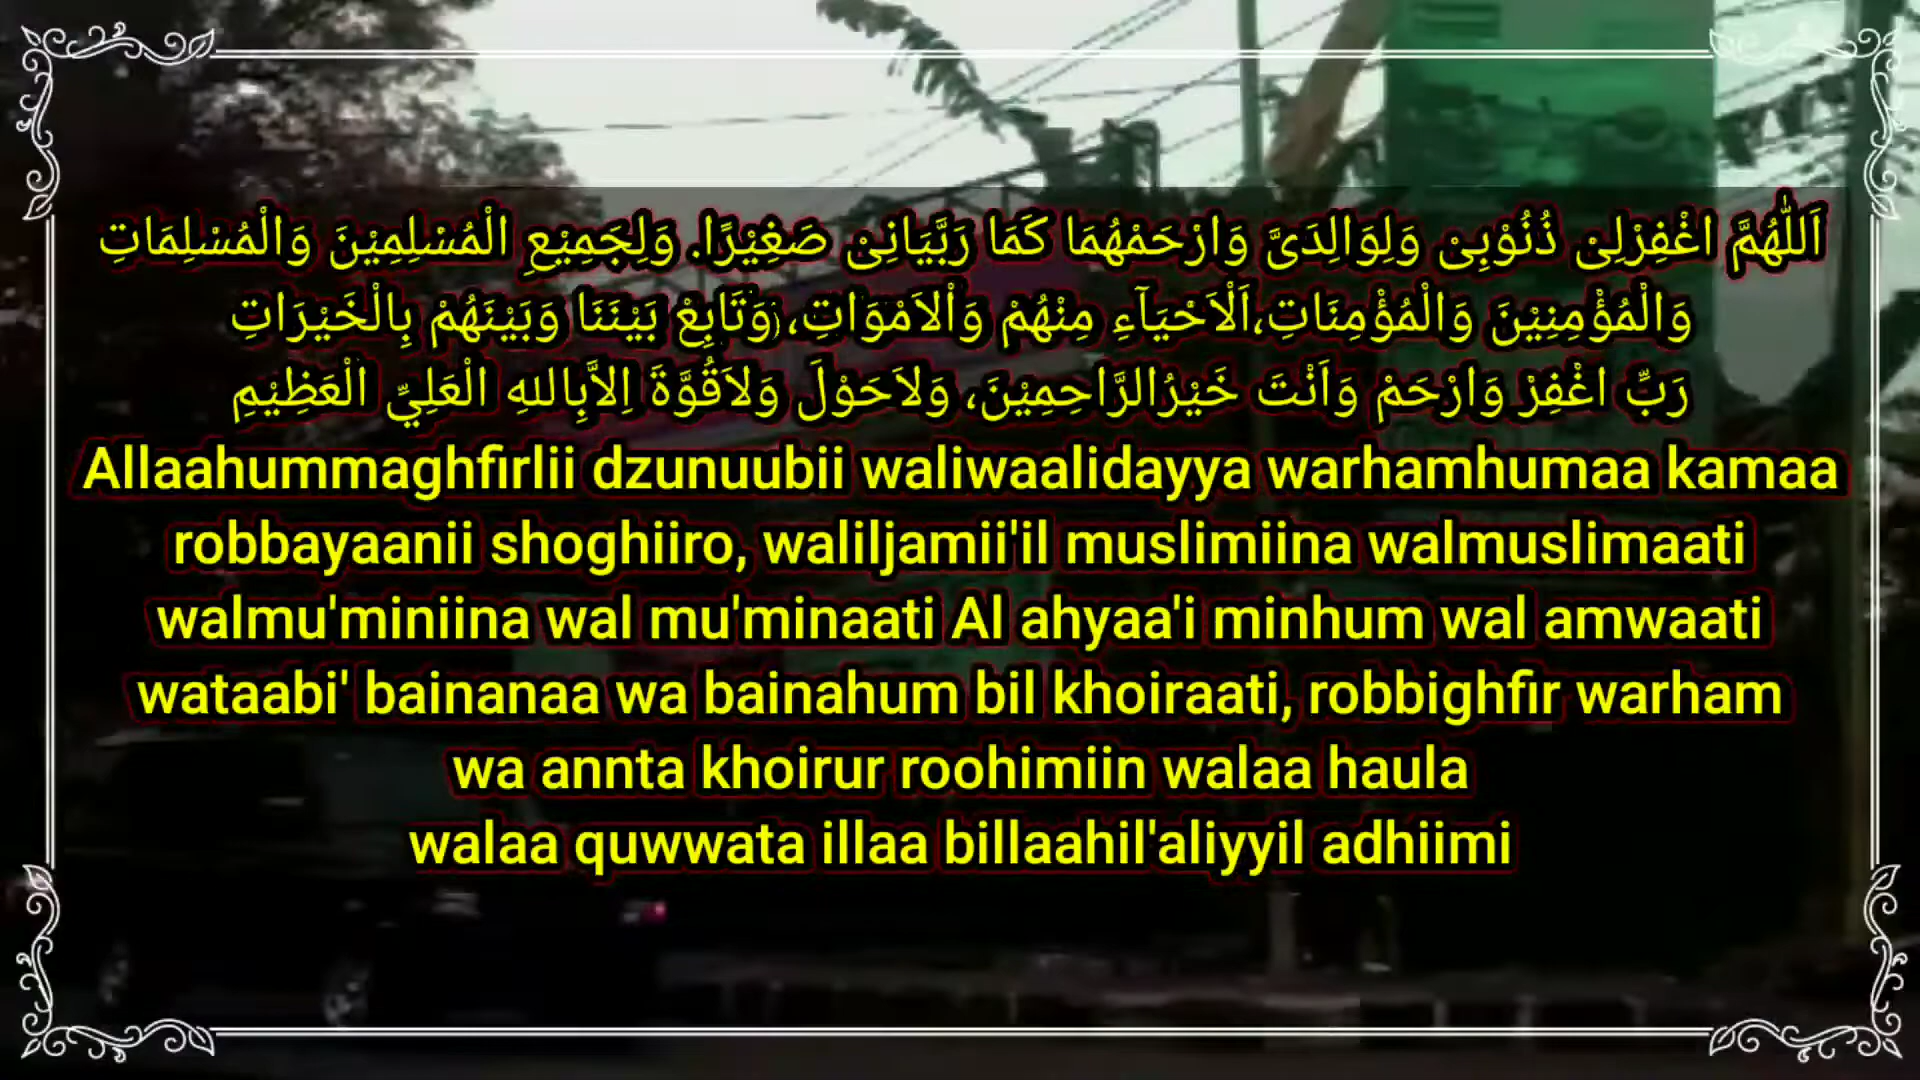 اَللّٰهُمَّ اغْفِرْلِىْ ذُنُوْبِىْ وَلِوَالِدَىَّ وَارْحَمْهُمَا كَمَا رَبَّيَانِىْ صَغِيْرًا. وَلِجَمِيْعِ الْمُسْلِمِيْنَ وَالْمُسْلِمَاتِ
وَالْمُؤْمِنِيْنَ وَالْمُؤْمِنَاتِ،اَلْاَحْيَآءِ مِنْهُمْ وَاْلاَمْوَاتِ، وَتَابِعْ بَيْنَنَا وَبَيْنَهُمْ بِالْخَيْرَاتِ
رَبِّ اغْفِرْ وَارْحَمْ وَاَنْتَ خَيْرُالرَّاحِمِيْنَ، وَلاَحَوْلَ وَلاَقُوَّةَ اِلاَّبِاللهِ الْعَلِيِّ الْعَظِيْمِ
Allaahummaghfirlii dzunuubii waliwaalidayya warhamhumaa kamaa
robbayaanii shoghiiro, waliljamii'il muslimiina walmuslimaati
walmu'miniina wal mu'minaati Al ahyaa'i minhum wal amwaati
wataabi' bainanaa wa bainahum bil khoiraati, robbighfir warham
wa annta khoirur roohimiin walaa haula
walaa quwwata illaa billaahil'aliyyil adhiimi